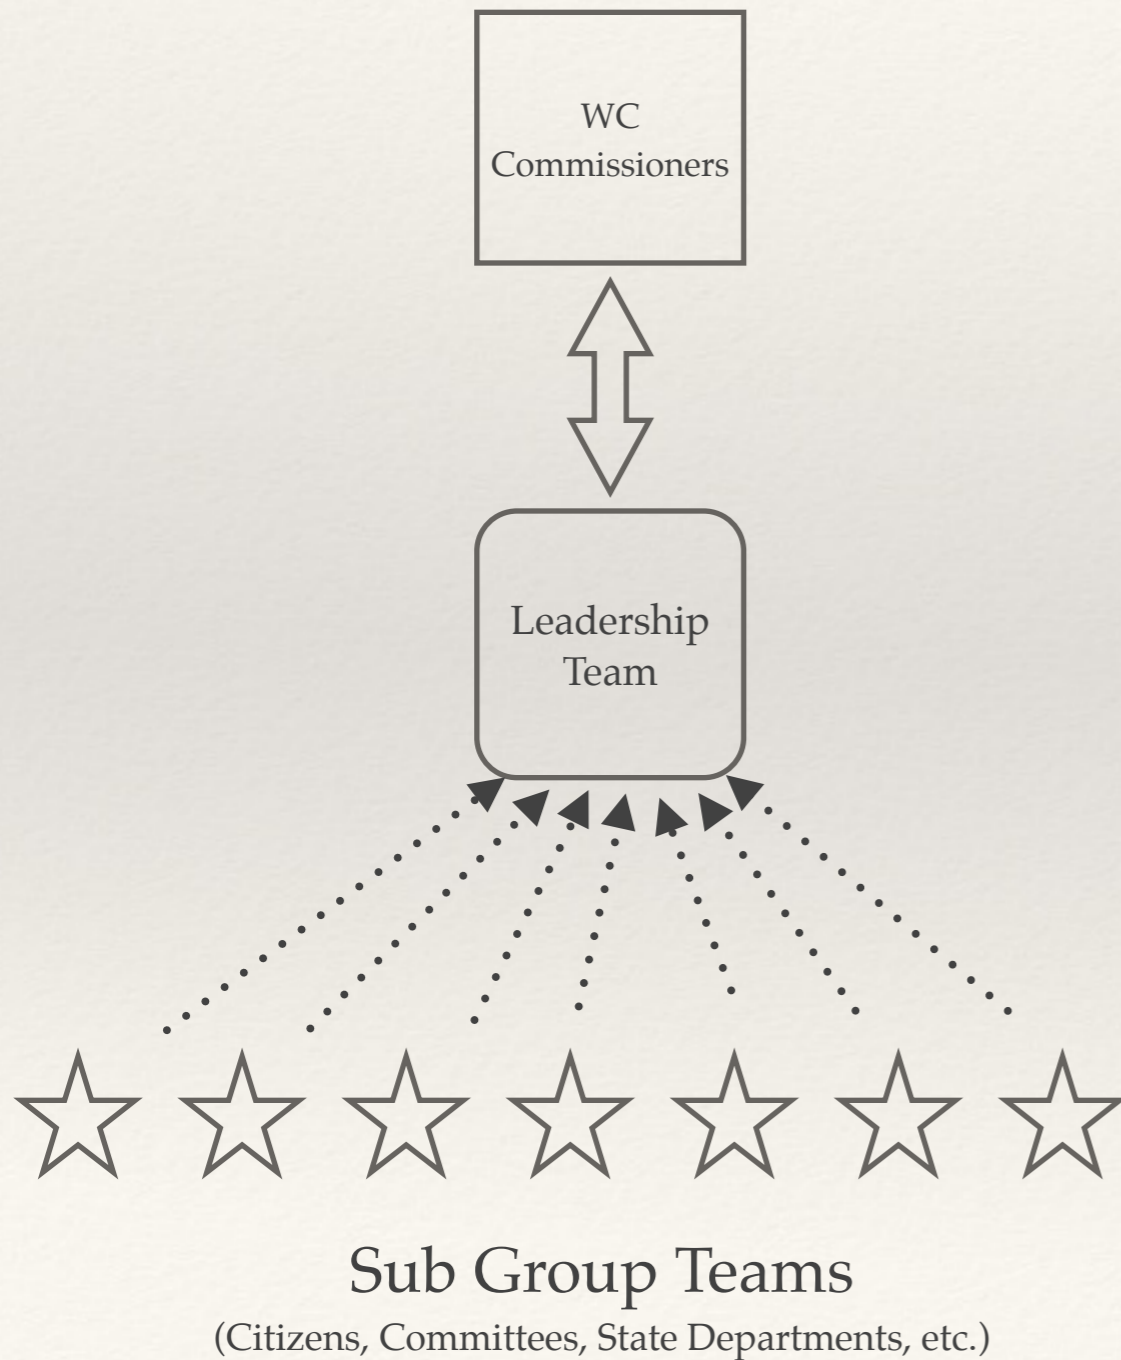 WC
Commissioners
Leadership
Team
Sub Group Teams
(Citizens, Committees, State Departments, etc.)